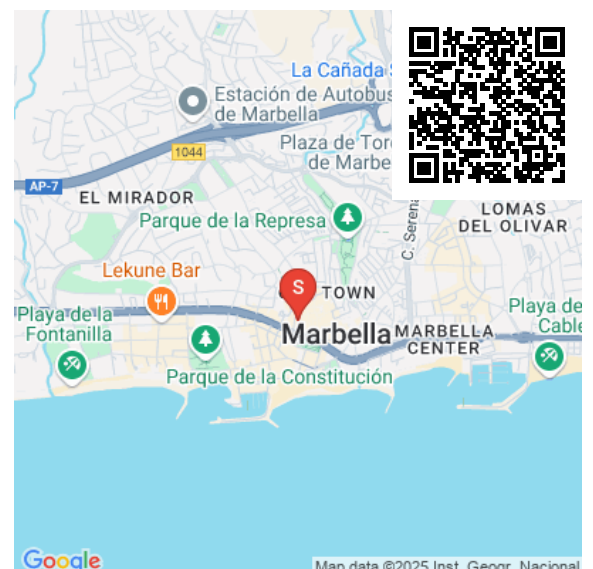 La Cañada
Estación de Autobus
de Marbella
Plaza de Toro
de Marbe
1044
AP-7
EL MIRADOR
Parque de la Represa
C. Serena
LOMAS
DEL OLIVAR
Lekune Bar
S
TOWN
Playa de la
Fontanilla
Marbella
MARBELLA
CENTER
Playa de
Cable
Parque de la Constitución
Google
Map data ©2025 Inst. Geogr. Nacional